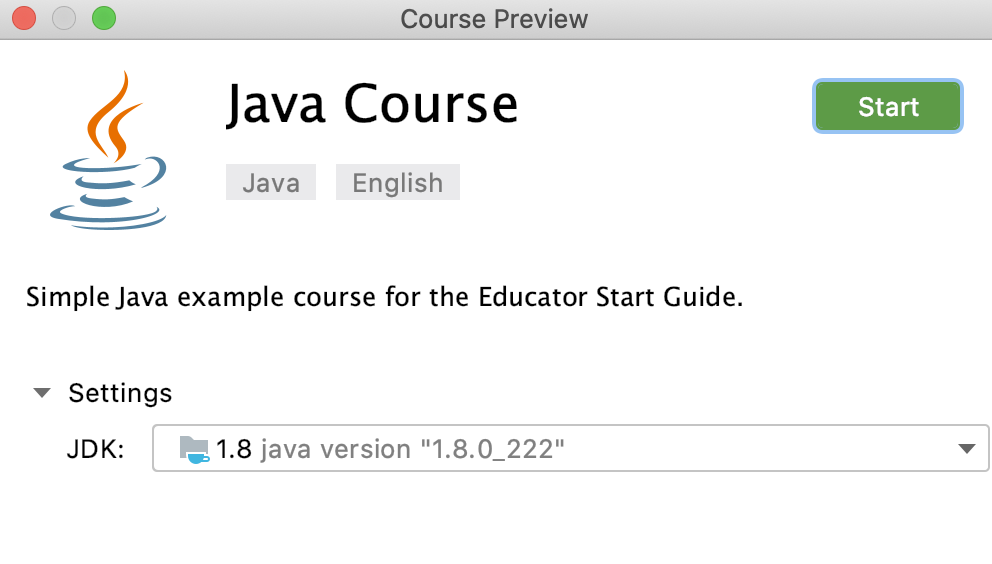 Course Preview
Java Course
Start
Java English
Simple Java example course for the Educator Start Guide.
Settings
JDK: 1.8 java version "1.8.0_222"